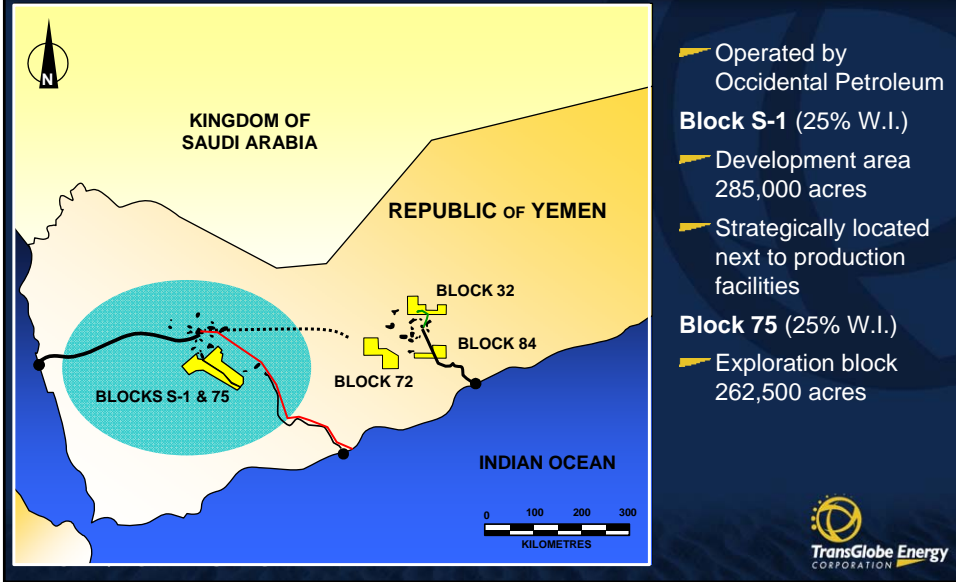 N
KINGDOM OF
SAUDI ARABIA
REPUBLIC OF YEMEN
BLOCK 32
BLOCK 84
BLOCK 72
BLOCKS S-1 & 75
INDIAN OCEAN
0 100 200 300
KILOMETRES
Operated by
Occidental Petroleum
Block S-1 (25% W.I.)
Development area
285,000 acres
Strategically located
next to production
facilities
Block 75 (25% W.I.)
Exploration block
262,500 acres
TransGlobe Energy
CORPORATION